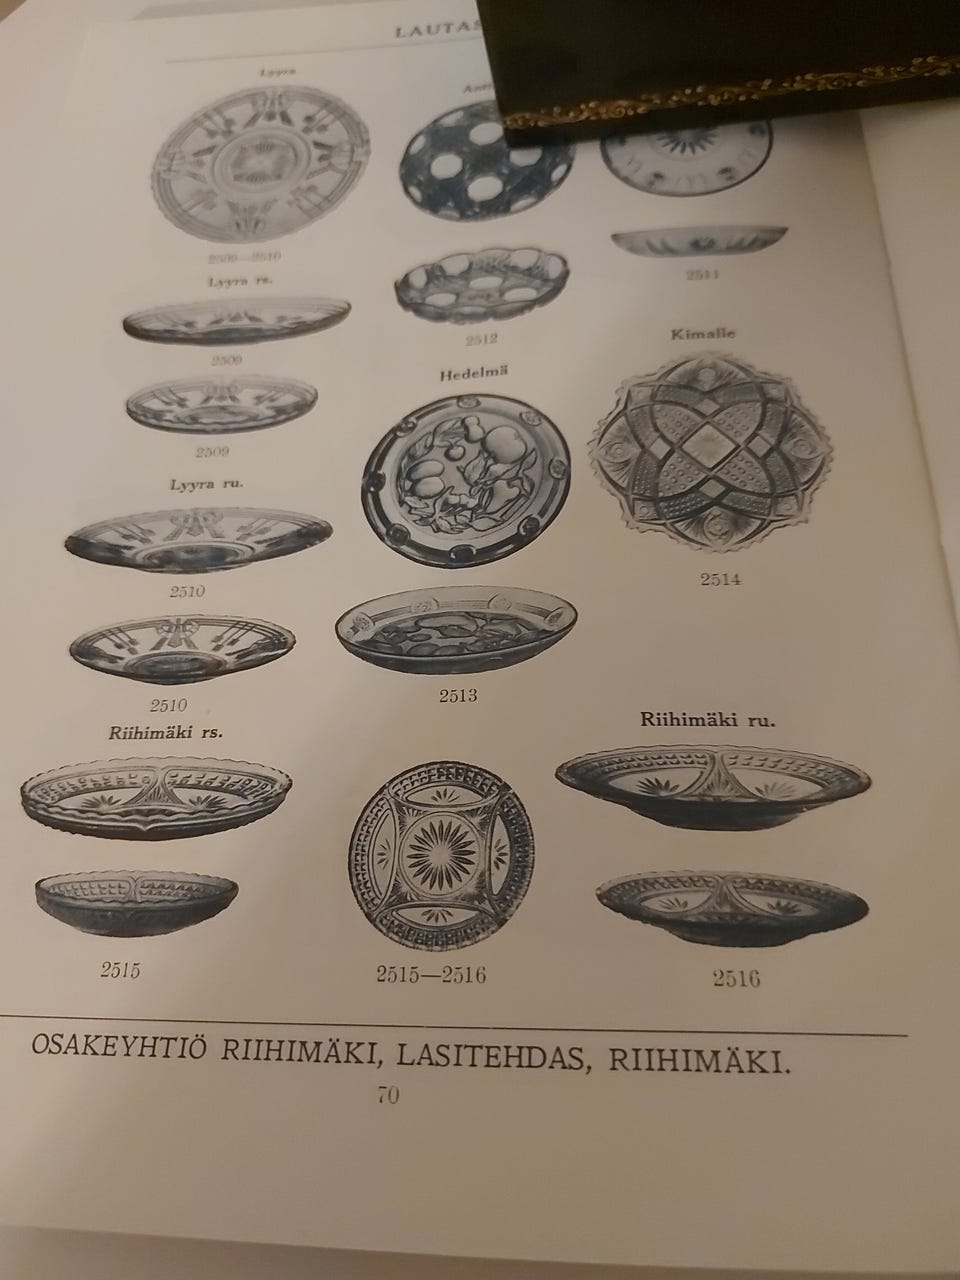 LAUTAS
Lyyra
2509—2510
Lyyra rs.
2509
2509
Lyyra ru.
2510
2510
Riihimäki rs.
2515
2512
Hedelmä
2513
2515—2516
2511
Kimalle
2514
Riihimäki ru.
2516
OSAKEYHTIÖ RIIHIMÄKI, LASITEHDAS, RIIHIMÄKI.
70